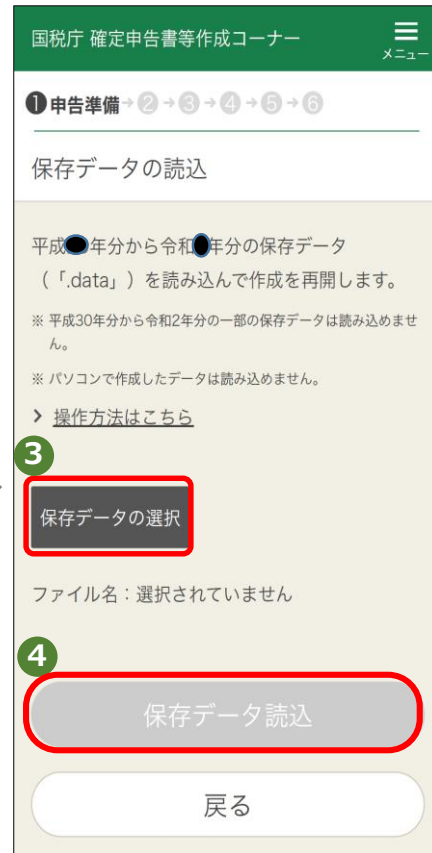 国税庁 確定申告書等作成コーナー
メニュー
❶申告準備→②→③→④→⑤→⑥
保存データの読込
平成 年分から令和 年分の保存データ
（「.data」）を読み込んで作成を再開します。
※ 平成30年分から令和2年分の一部の保存データは読み込めませ
ん。
※ パソコンで作成したデータは読み込めません。
> 操作方法はこちら
3
保存データの選択
ファイル名：選択されていません
4
保存データ読込
戻る